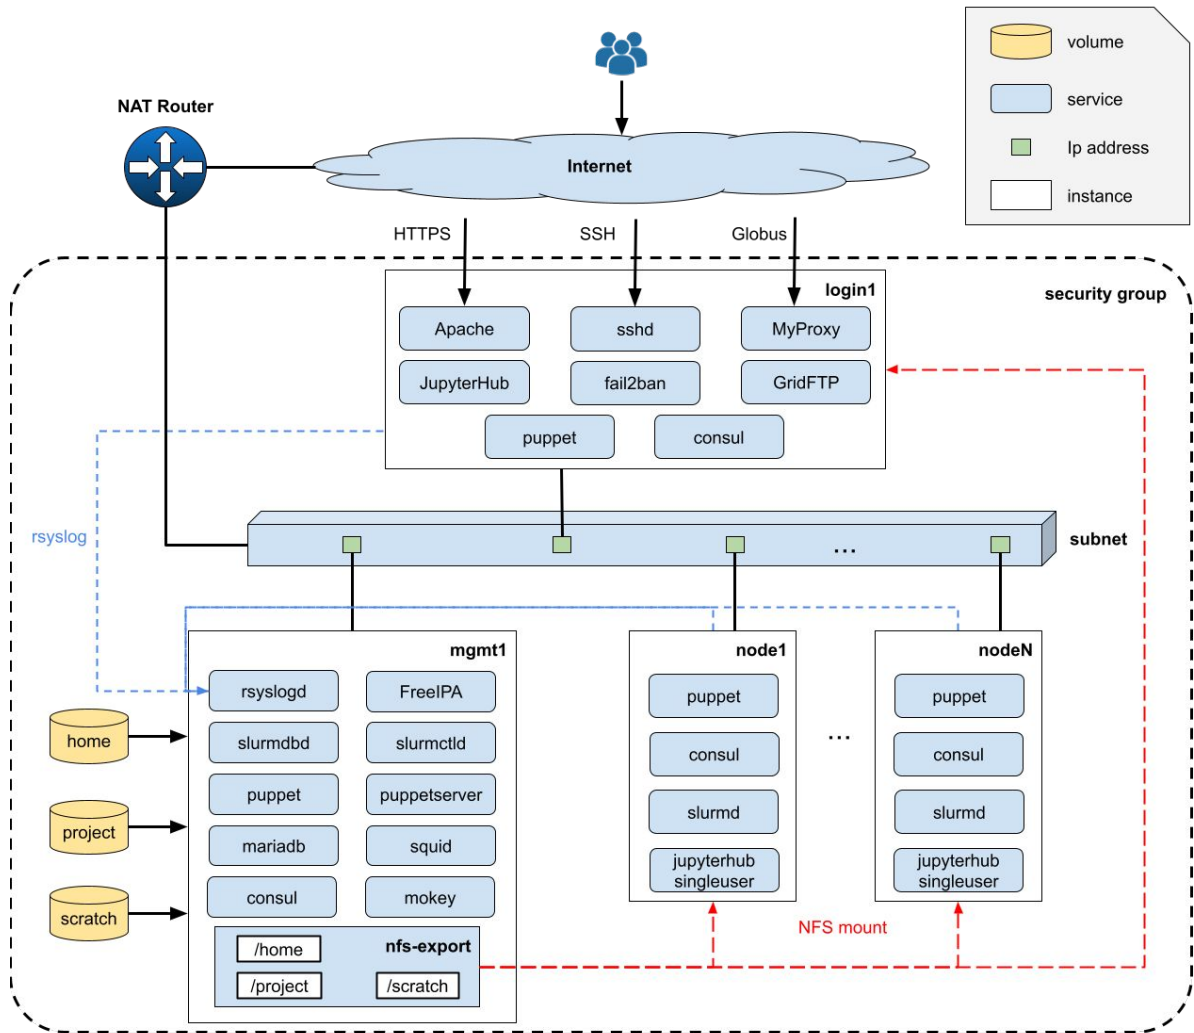 volume
service
Ip address
instance
NAT Router
Internet
HTTPS
SSH
Globus
security group
login1
Apache
sshd
MyProxy
JupyterHub
fail2ban
GridFTP
puppet
consul
rsyslog
subnet
...
mgmt1
rsyslogd
FreeIPA
slurmdbd
slurmctld
puppet
puppetserver
mariadb
squid
consul
mokey
nfs-export
/home
/project
/scratch
home
project
scratch
node1
puppet
consul
slurmd
jupyterhub
singleuser
...
nodeN
puppet
consul
slurmd
jupyterhub
singleuser
NFS mount